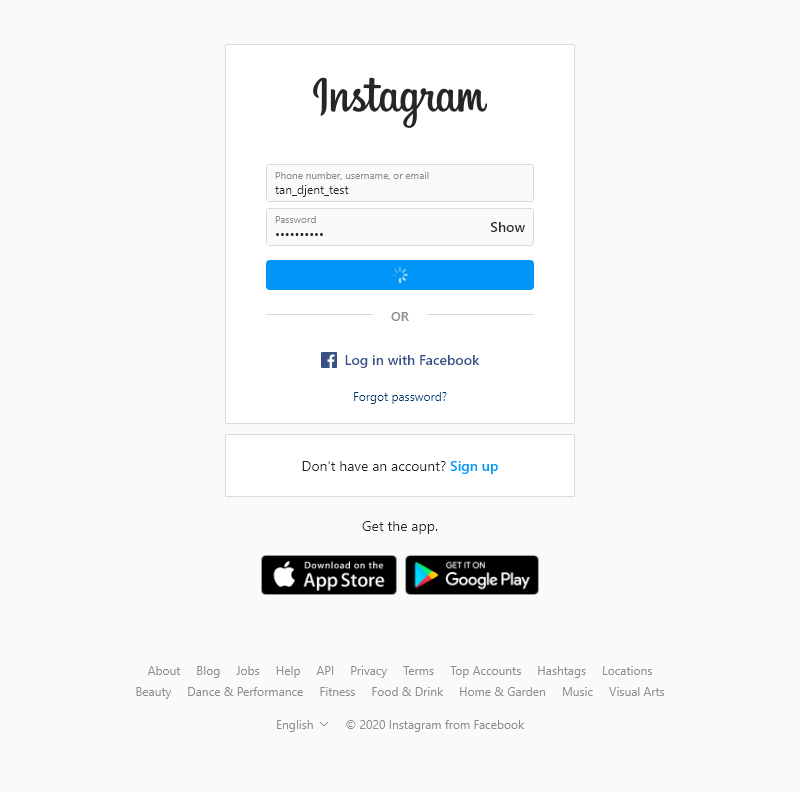 Instagram
Phone number, username, or email
tan_djent_test
Password
••••••••••
Show
OR
Log in with Facebook
Forgot password?
Don't have an account? Sign up
Get the app.
Download on the
App Store
GET IT ON
Google Play
About Blog Jobs Help API Privacy Terms Top Accounts Hashtags Locations
Beauty Dance & Performance Fitness Food & Drink Home & Garden Music Visual Arts
English © 2020 Instagram from Facebook